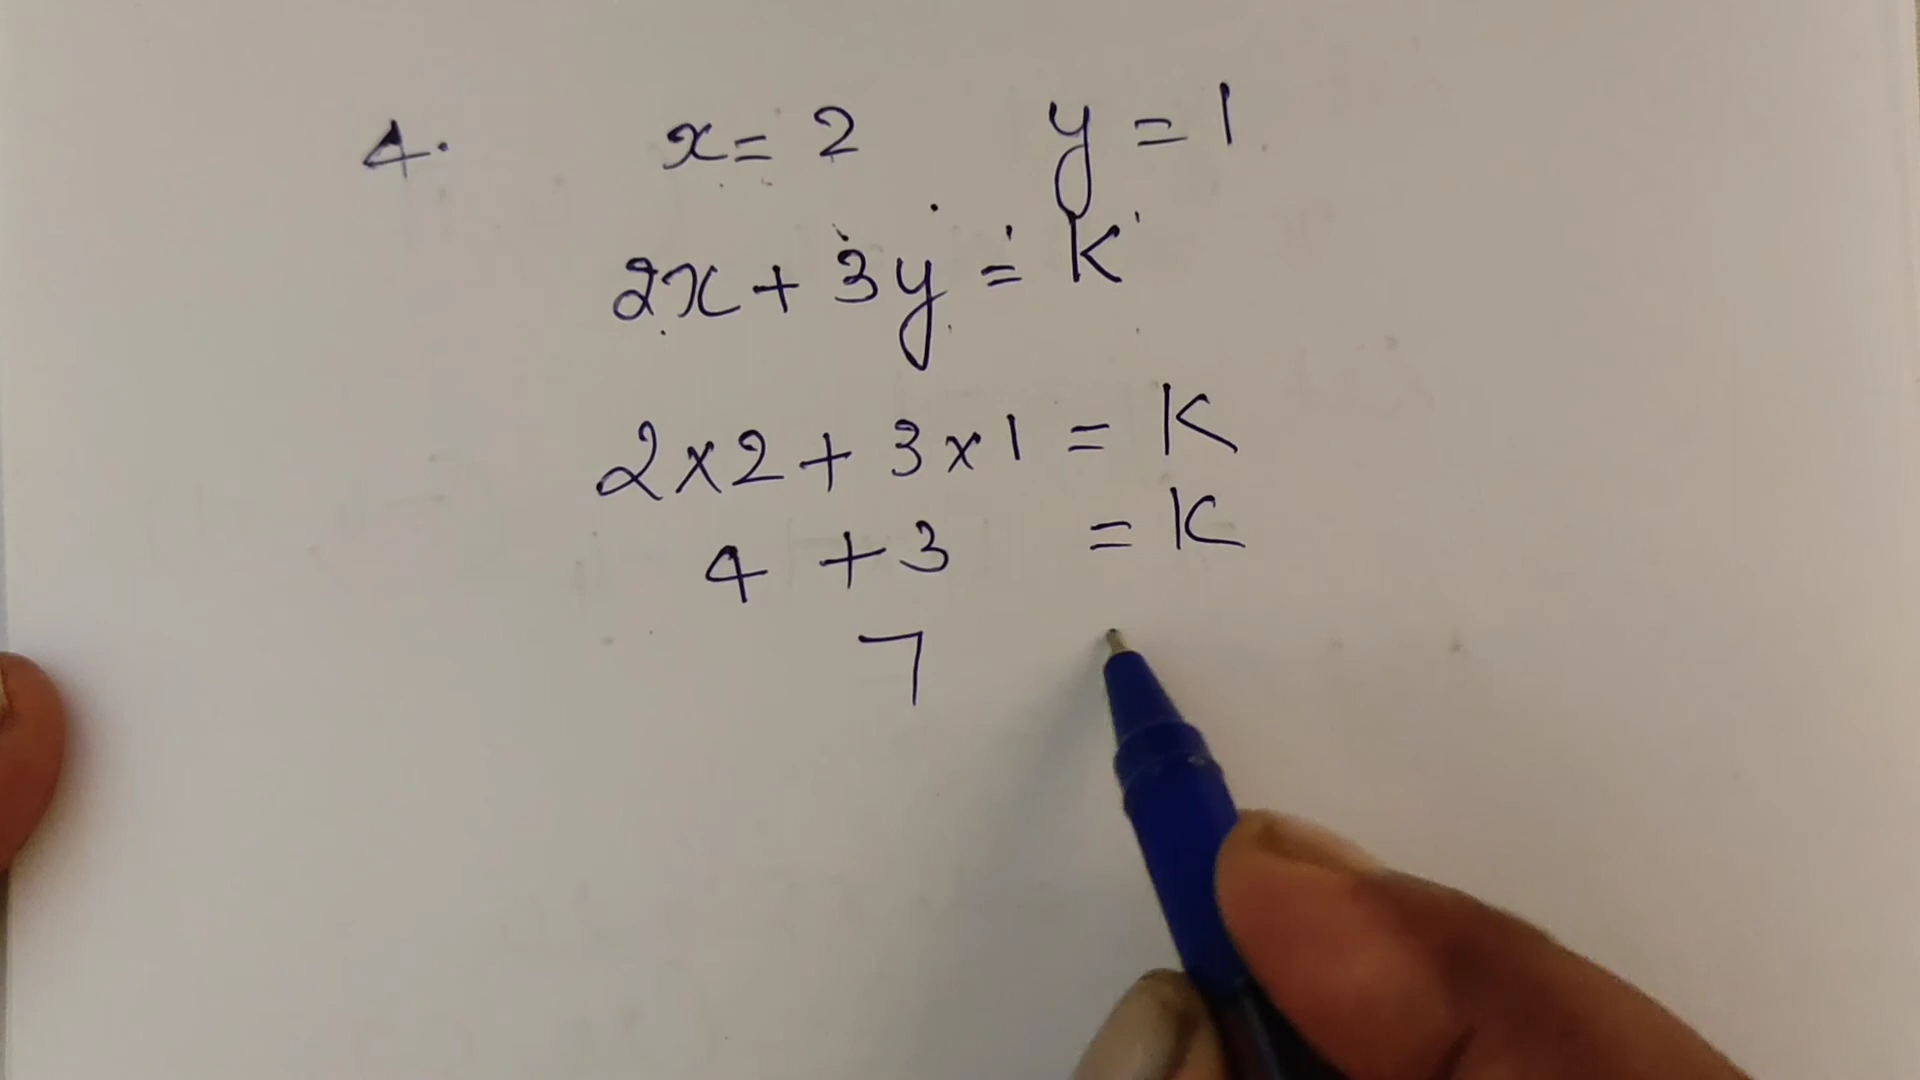 4. x = 2 y = 1
2x + 3y = K
2 × 2 + 3 × 1 = K
4 + 3 = K
7